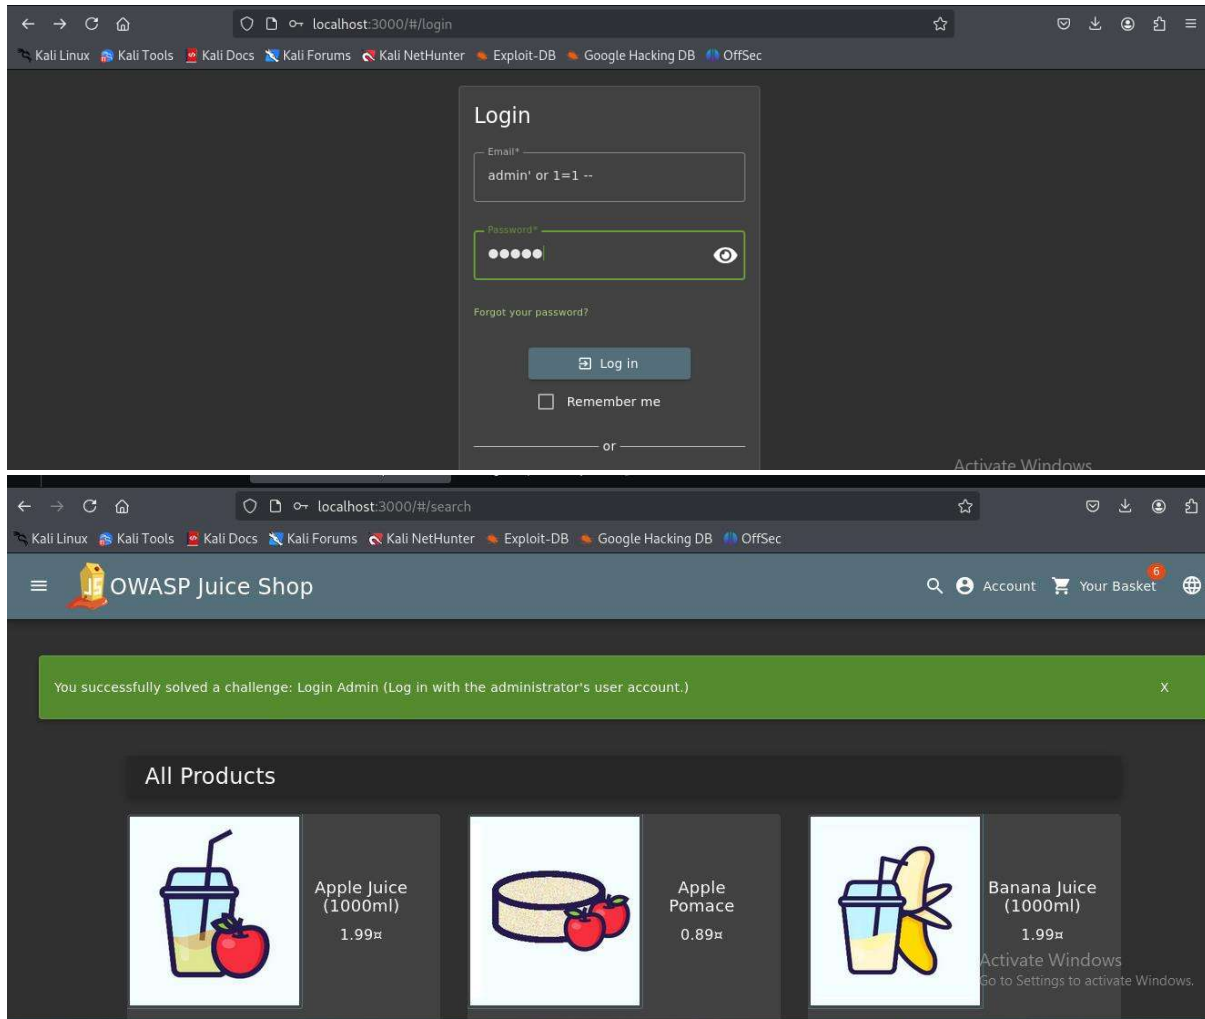 localhost:3000/#/login
Kali Linux Kali Tools Kali Docs Kali Forums Kali NetHunter Exploit-DB Google Hacking DB OffSec
Login
Email*
admin' or 1=1 --
Password*
●●●●●
Forgot your password?
Log in
Remember me
or
Activate Windows
localhost:3000/#/search
Kali Linux Kali Tools Kali Docs Kali Forums Kali NetHunter Exploit-DB Google Hacking DB OffSec
OWASP Juice Shop Account Your Basket 6
You successfully solved a challenge: Login Admin (Log in with the administrator's user account.) X
All Products
Apple Juice
(1000ml)
1.99¤
Apple
Pomace
0.89¤
Banana Juice
(1000ml)
1.99¤
Activate Windows
Go to Settings to activate Windows.